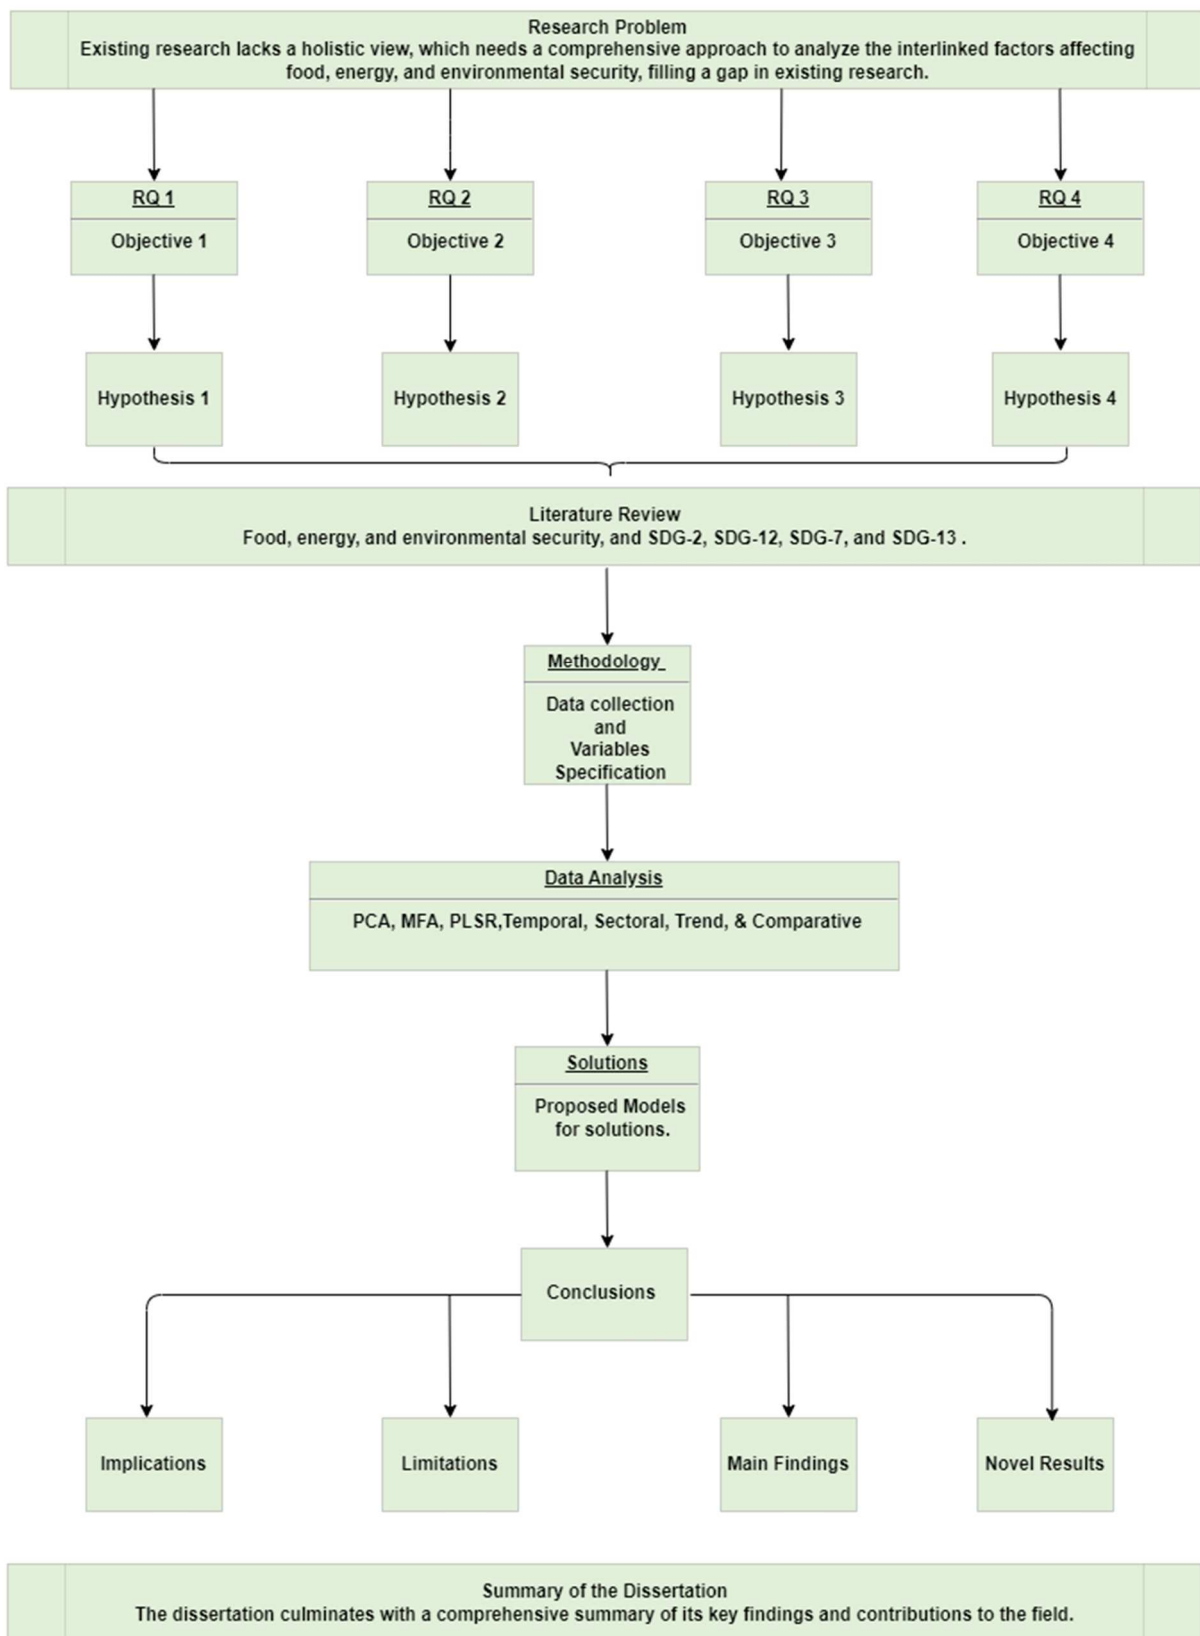 Research Problem
Existing research lacks a holistic view, which needs a comprehensive approach to analyze the interlinked factors affecting
food, energy, and environmental security, filling a gap in existing research.
RQ 1
RQ 2
RQ 3
RQ 4
Objective 1
Objective 2
Objective 3
Objective 4
Hypothesis 1
Hypothesis 2
Hypothesis 3
Hypothesis 4
Literature Review
Food, energy, and environmental security, and SDG-2, SDG-12, SDG-7, and SDG-13 .
Methodology
Data collection
and
Variables
Specification
Data Analysis
PCA, MFA, PLSR,Temporal, Sectoral, Trend, & Comparative
Solutions
Proposed Models
for solutions.
Conclusions
Implications
Limitations
Main Findings
Novel Results
Summary of the Dissertation
The dissertation culminates with a comprehensive summary of its key findings and contributions to the field.